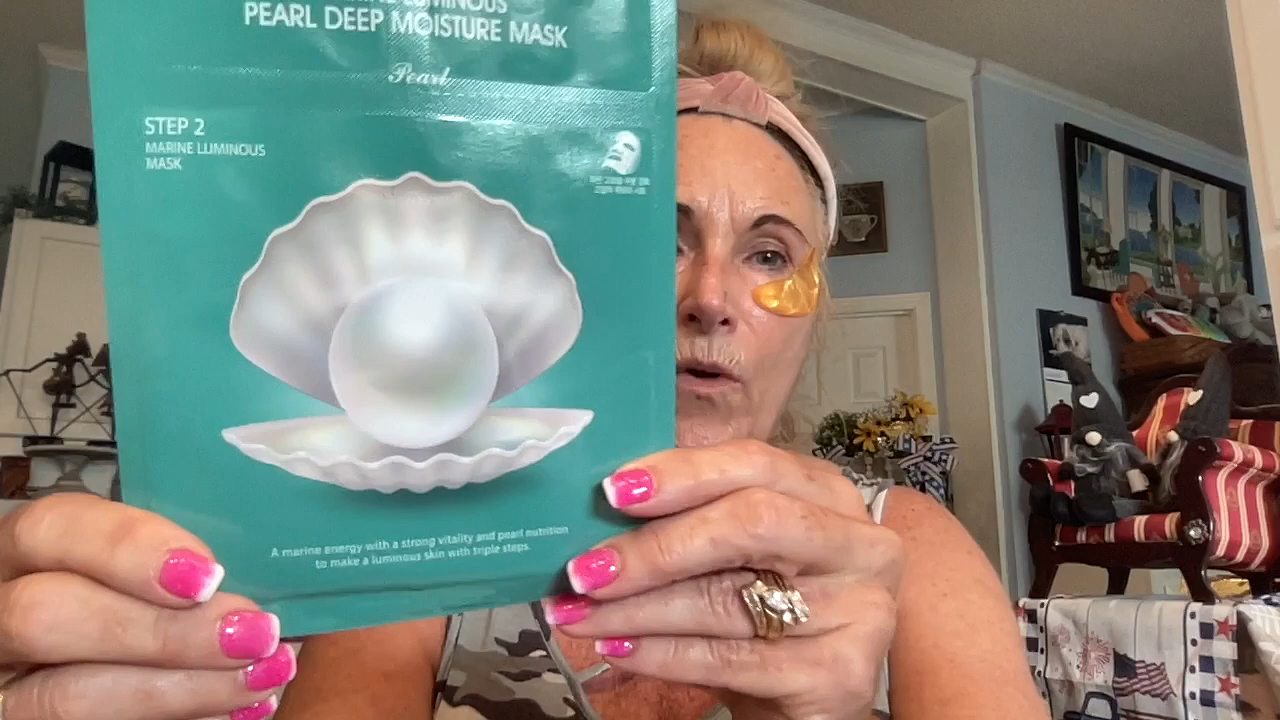 LUMINOUS
PEARL DEEP MOISTURE MASK
Pearl
STEP 2
MARINE LUMINOUS
MASK
A marine energy with a strong vitality and pearl nutrition
to make a luminous skin with triple steps.